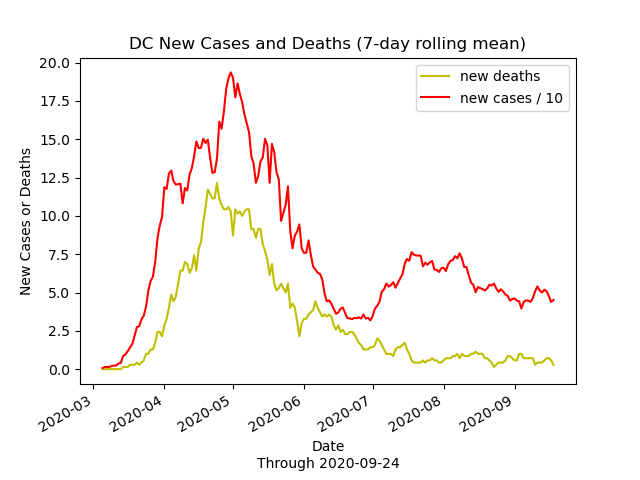 DC New Cases and Deaths (7-day rolling mean)
new deaths
new cases / 10
New Cases or Deaths
20.0
17.5
15.0
12.5
10.0
7.5
5.0
2.5
0.0
2020-03
2020-04
2020-05
2020-06
2020-07
2020-08
2020-09
Date
Through 2020-09-24